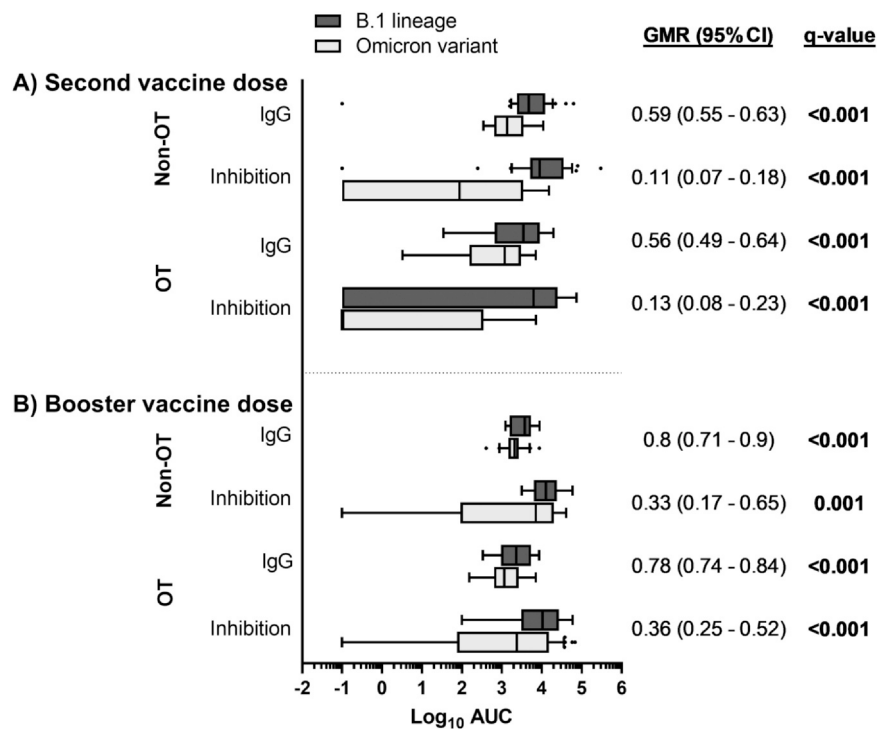 B.1 lineage
Omicron variant
GMR (95% CI) q-value
A) Second vaccine dose
Non-OT
IgG 0.59 (0.55 - 0.63) <0.001
Inhibition 0.11 (0.07 - 0.18) <0.001
OT
IgG 0.56 (0.49 - 0.64) <0.001
Inhibition 0.13 (0.08 - 0.23) <0.001
B) Booster vaccine dose
Non-OT
IgG 0.8 (0.71 - 0.9) <0.001
Inhibition 0.33 (0.17 - 0.65) 0.001
OT
IgG 0.78 (0.74 - 0.84) <0.001
Inhibition 0.36 (0.25 - 0.52) <0.001
-2 -1 0 1 2 3 4 5 6
Log10 AUC